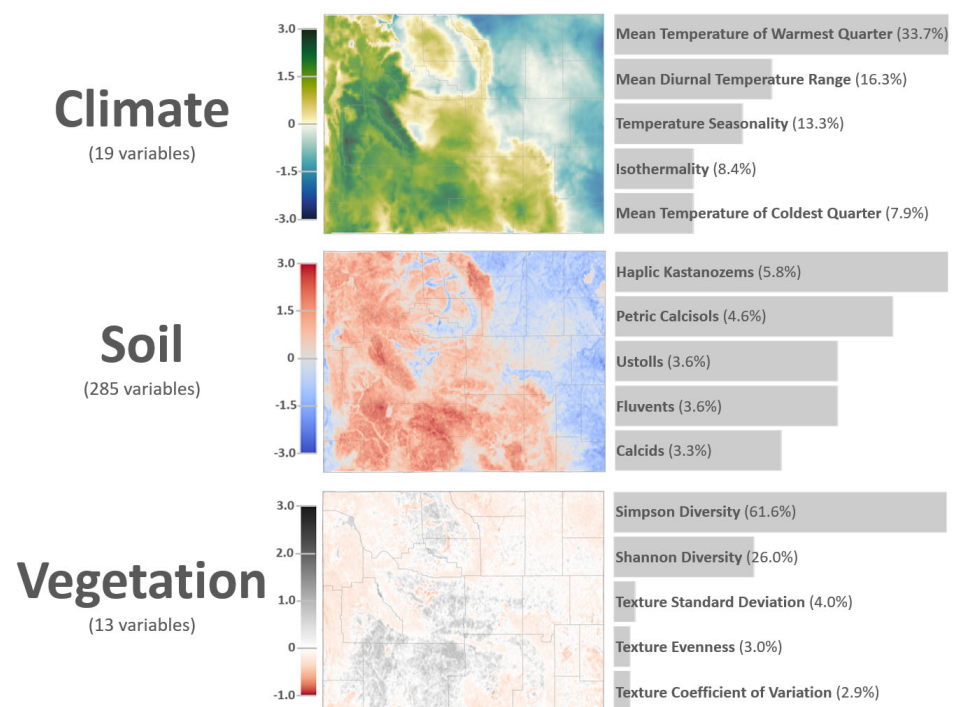 Climate
(19 variables)
3.0
1.5
0
-1.5
-3.0
Mean Temperature of Warmest Quarter (33.7%)
Mean Diurnal Temperature Range (16.3%)
Temperature Seasonality (13.3%)
Isothermality (8.4%)
Mean Temperature of Coldest Quarter (7.9%)
Soil
(285 variables)
3.0
1.5
0
-1.5
-3.0
Haplic Kastanozems (5.8%)
Petric Calcisols (4.6%)
Ustolls (3.6%)
Fluvents (3.6%)
Calcids (3.3%)
Vegetation
(13 variables)
3.0
2.0
1.0
0
-1.0
Simpson Diversity (61.6%)
Shannon Diversity (26.0%)
Texture Standard Deviation (4.0%)
Texture Evenness (3.0%)
Texture Coefficient of Variation (2.9%)